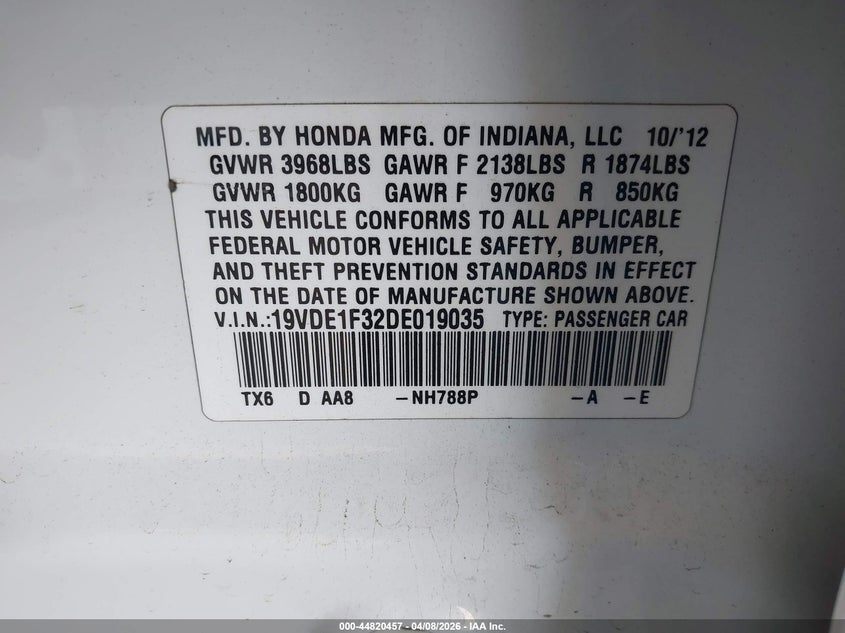 MFD. BY HONDA MFG. OF INDIANA, LLC 10/'12
GVWR 3968LBS GAWR F 2138LBS R 1874LBS
GVWR 1800KG GAWR F 970KG R 850KG
THIS VEHICLE CONFORMS TO ALL APPLICABLE
FEDERAL MOTOR VEHICLE SAFETY, BUMPER,
AND THEFT PREVENTION STANDARDS IN EFFECT
ON THE DATE OF MANUFACTURE SHOWN ABOVE.
V.I.N.:19VDE1F32DE019035 TYPE: PASSENGER CAR
TX6 D AA8 -NH788P -A -E
000-44820457 - 04/08/2026 - IAA Inc.